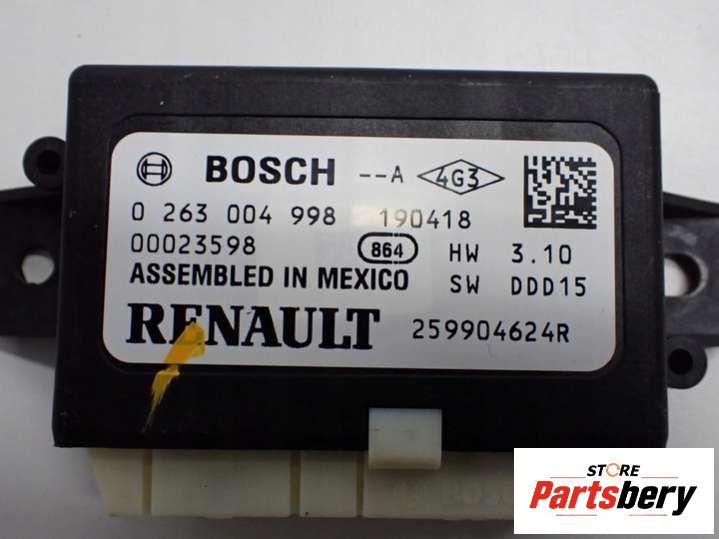 BOSCH --A 4G3
0 263 004 998 190418
00023598 864 HW 3.10
ASSEMBLED IN MEXICO SW DDD15
RENAULT 259904624R
STORE
Partsbery